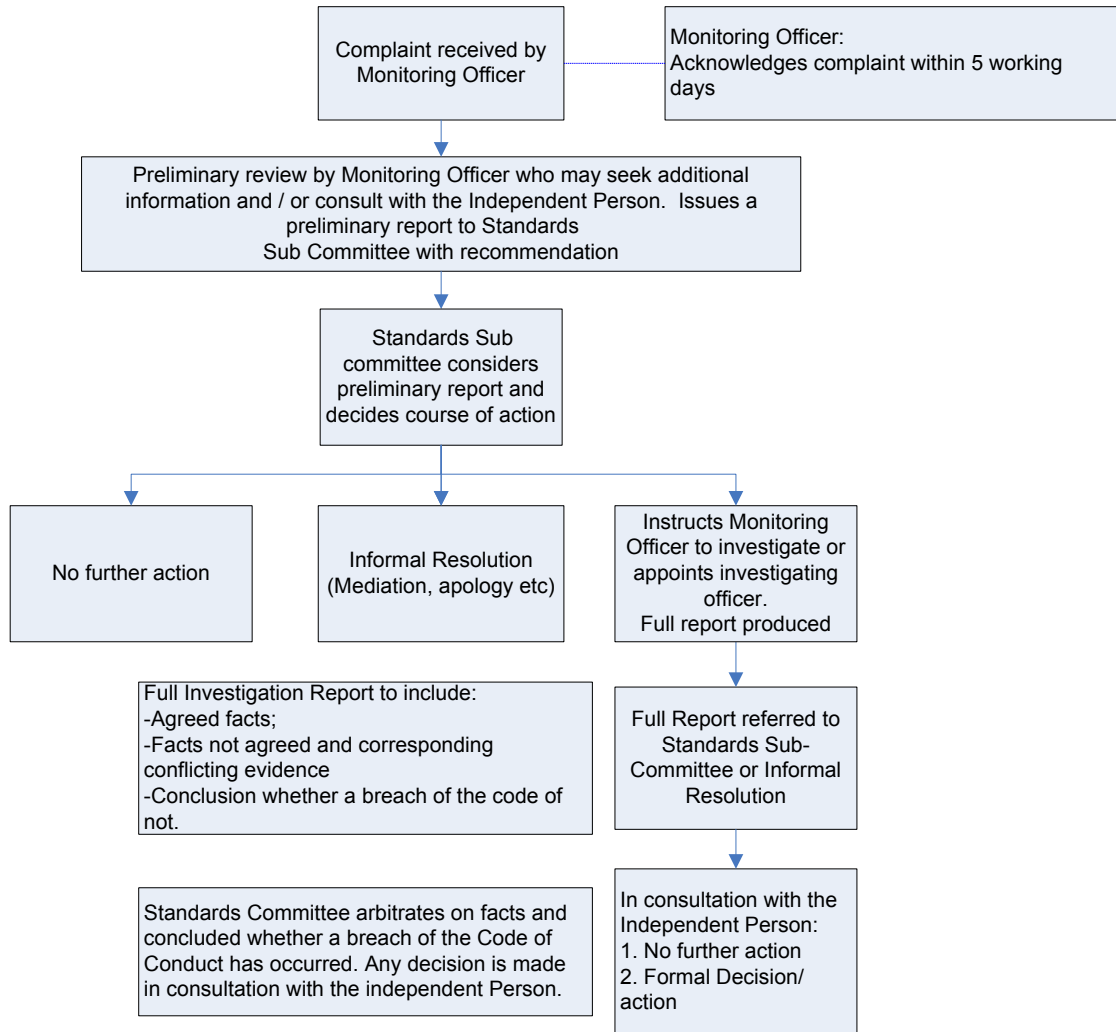 Complaint received by
Monitoring Officer
Monitoring Officer:
Acknowledges complaint within 5 working
days
Preliminary review by Monitoring Officer who may seek additional
information and / or consult with the Independent Person.  Issues a
preliminary report to Standards
Sub Committee with recommendation
Standards Sub
committee considers
preliminary report and
decides course of action
No further action
Informal Resolution
(Mediation, apology etc)
Instructs Monitoring
Officer to investigate or
appoints investigating
officer.
Full report produced
Full Investigation Report to include:
-Agreed facts;
-Facts not agreed and corresponding
conflicting evidence
-Conclusion whether a breach of the code of
not.
Full Report referred to
Standards Sub-
Committee or Informal
Resolution
Standards Committee arbitrates on facts and
concluded whether a breach of the Code of
Conduct has occurred. Any decision is made
in consultation with the independent Person.
In consultation with the
Independent Person:
1. No further action
2. Formal Decision/
action